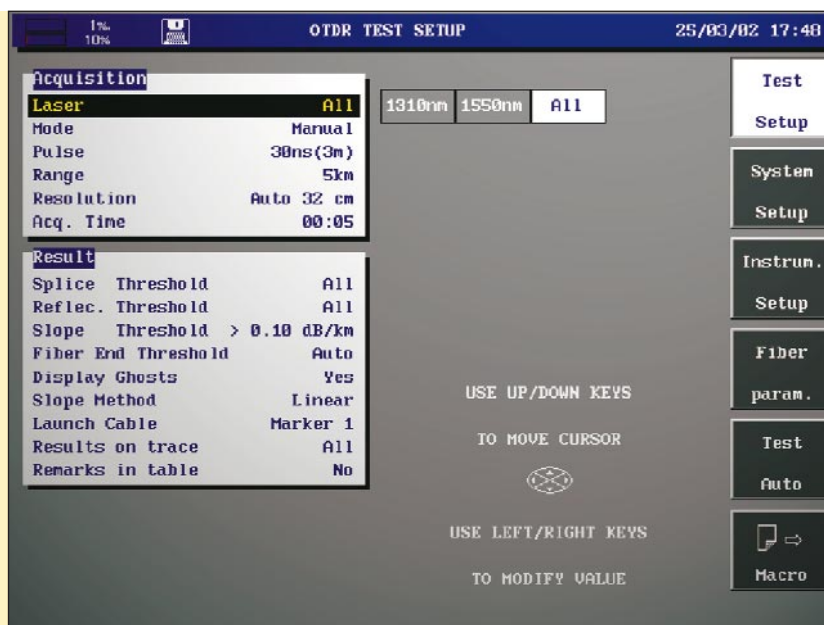 1%.
10%
OTDR TEST SETUP
25/03/02 17:48
Acquisition
Laser All
Mode Manual
Pulse 30ns(3m)
Range 5km
Resolution Auto 32 cm
Acq. Time 00:05
1310nm 1550nm All
Result
Splice Threshold All
Reflec. Threshold All
Slope Threshold > 0.10 dB/km
Fiber End Threshold Auto
Display Ghosts Yes
Slope Method Linear
Launch Cable Marker 1
Results on trace All
Remarks in table No
USE UP/DOWN KEYS
TO MOVE CURSOR
USE LEFT/RIGHT KEYS
TO MODIFY VALUE
Test
Setup
System
Setup
Instrum.
Setup
Fiber
param.
Test
Auto
Macro